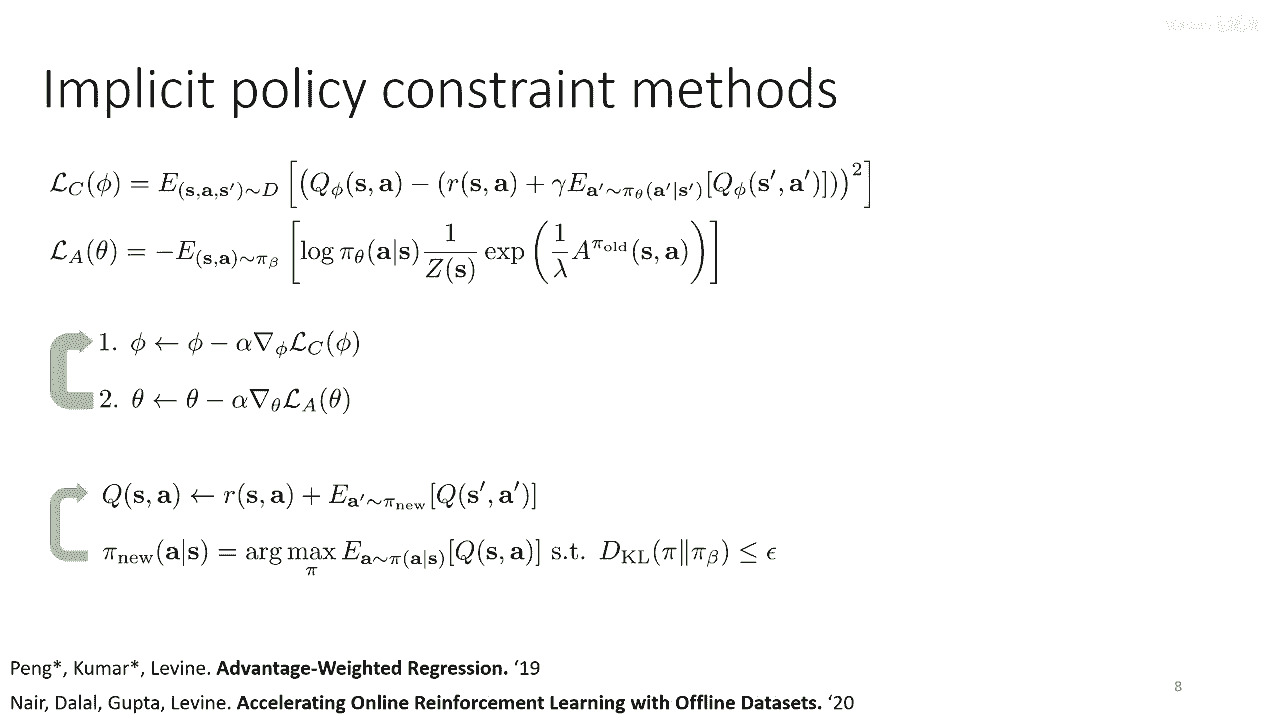 Implicit policy constraint methods
$\mathcal{L}_C(\phi) = E_{(\mathbf{s},\mathbf{a},\mathbf{s}')\sim D}\left[\left(Q_\phi(\mathbf{s},\mathbf{a}) - (r(\mathbf{s},\mathbf{a}) + \gamma E_{\mathbf{a}'\sim\pi_\theta(\mathbf{a}'|\mathbf{s}')}[Q_\phi(\mathbf{s}',\mathbf{a}')])\right)^2\right]$
$\mathcal{L}_A(\theta) = -E_{(\mathbf{s},\mathbf{a})\sim\pi_\beta}\left[\log \pi_\theta(\mathbf{a}|\mathbf{s})\frac{1}{Z(\mathbf{s})}\exp\left(\frac{1}{\lambda}A^{\pi_{\text{old}}}(\mathbf{s},\mathbf{a})\right)\right]$
1. $\phi \leftarrow \phi - \alpha\nabla_\phi\mathcal{L}_C(\phi)$
2. $\theta \leftarrow \theta - \alpha\nabla_\theta\mathcal{L}_A(\theta)$
$Q(\mathbf{s},\mathbf{a}) \leftarrow r(\mathbf{s},\mathbf{a}) + E_{\mathbf{a}'\sim\pi_{\text{new}}}[Q(\mathbf{s}',\mathbf{a}')]$
$\pi_{\text{new}}(\mathbf{a}|\mathbf{s}) = \arg\max_\pi E_{\mathbf{a}\sim\pi(\mathbf{a}|\mathbf{s})}[Q(\mathbf{s},\mathbf{a})] \text{ s.t. } D_{\text{KL}}(\pi\|\pi_\beta) \leq \epsilon$
Peng*, Kumar*, Levine. Advantage-Weighted Regression. ‘19
Nair, Dalal, Gupta, Levine. Accelerating Online Reinforcement Learning with Offline Datasets. ‘20
8